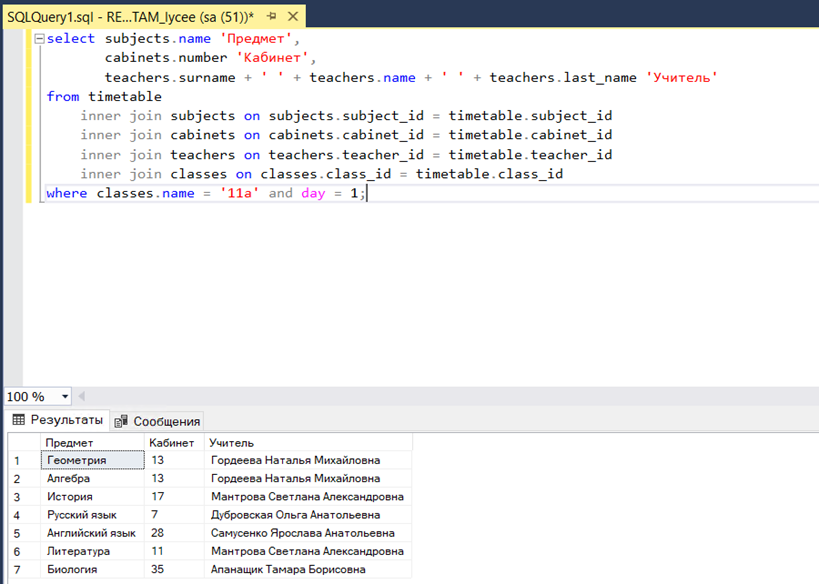 SQLQuery1.sql - RE...TAM_lycee (sa (51))*
select subjects.name 'Предмет',
cabinets.number 'Кабинет',
teachers.surname + ' ' + teachers.name + ' ' + teachers.last_name 'Учитель'
from timetable
inner join subjects on subjects.subject_id = timetable.subject_id
inner join cabinets on cabinets.cabinet_id = timetable.cabinet_id
inner join teachers on teachers.teacher_id = timetable.teacher_id
inner join classes on classes.class_id = timetable.class_id
where classes.name = '11а' and day = 1;
100 %
Результаты Сообщения
Предмет Кабинет Учитель
1 Геометрия 13 Гордеева Наталья Михайловна
2 Алгебра 13 Гордеева Наталья Михайловна
3 История 17 Мантрова Светлана Александровна
4 Русский язык 7 Дубровская Ольга Анатольевна
5 Английский язык 28 Самусенко Ярослава Анатольевна
6 Литература 11 Мантрова Светлана Александровна
7 Биология 35 Апанащик Тамара Борисовна